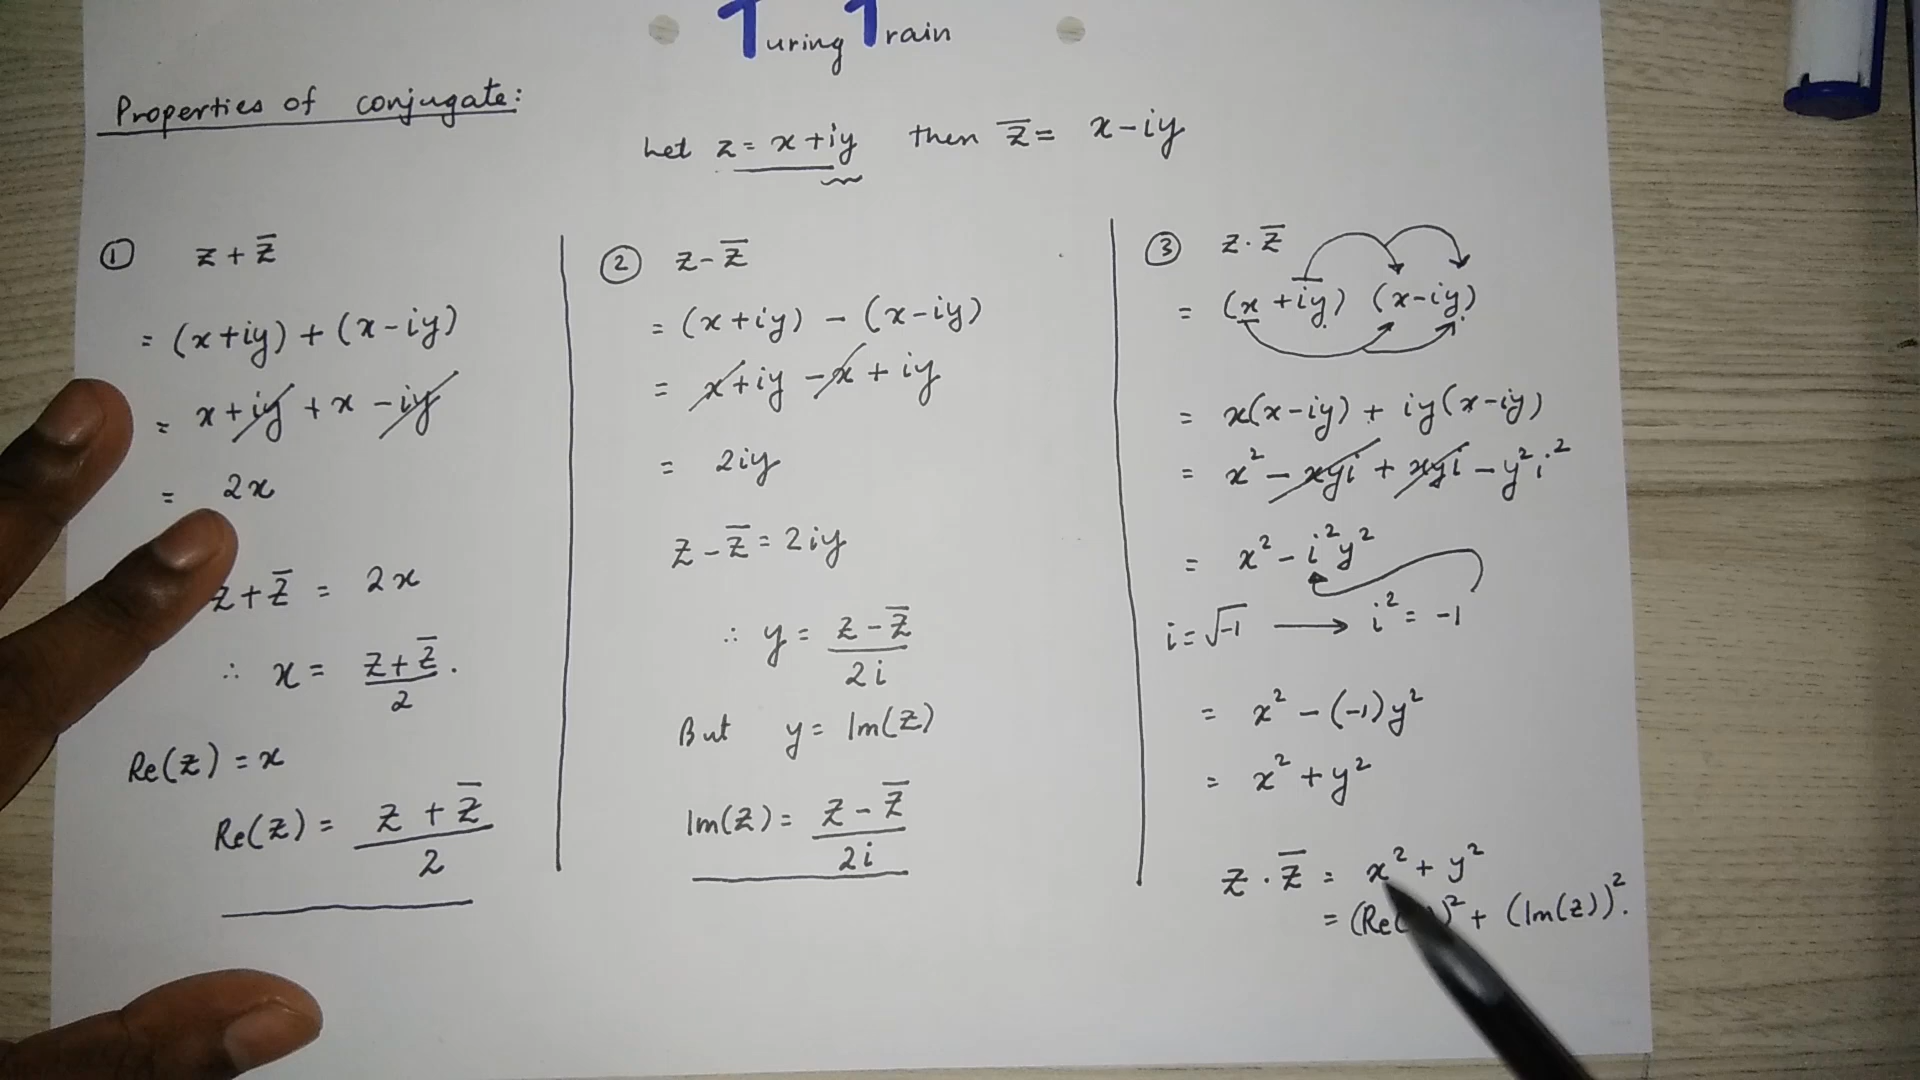 Turing Train
Properties of conjugate:
Let z = x + iy then z̅ = x - iy
① z + z̅
= (x+iy) + (x-iy)
= x + iy + x - iy
= 2x
z + z̅ = 2x
∴ x = (z + z̅)/2.
Re(z) = x
Re(z) = (z + z̅)/2
② z - z̅
= (x+iy) - (x-iy)
= x + iy - x + iy
= 2iy
z - z̅ = 2iy
∴ y = (z - z̅)/2i
But y = Im(z)
Im(z) = (z - z̅)/2i
③ z · z̅
= (x + iy) (x - iy)
= x(x-iy) + iy(x-iy)
= x² - xyi + xyi - y²i²
= x² - i²y²
i = √-1 → i² = -1
= x² - (-1)y²
= x² + y²
z · z̅ = x² + y²
= (Re( )² + (Im(z))².